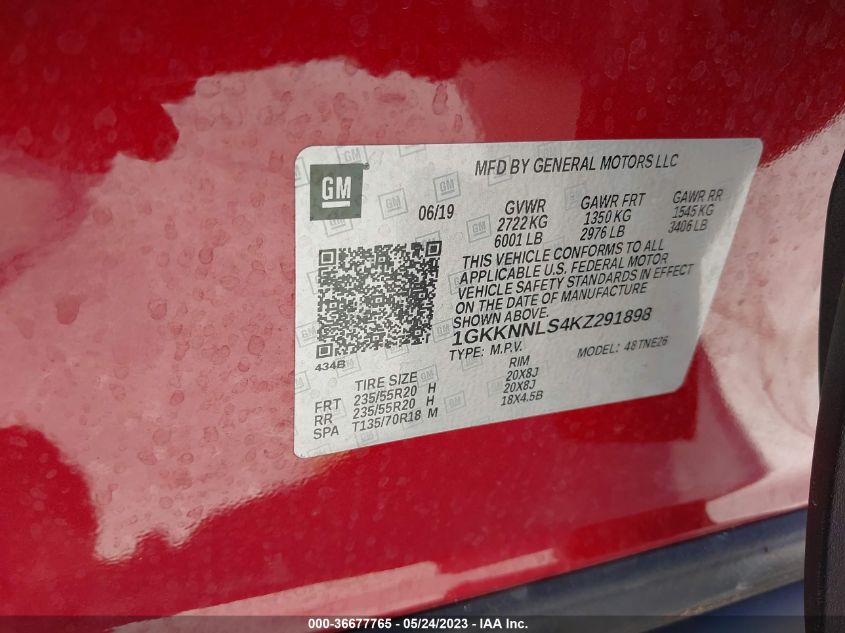 GM
MFD BY GENERAL MOTORS LLC
06/19
GVWR GAWR FRT GAWR RR
2722 KG 1350 KG 1545 KG
6001 LB 2976 LB 3406 LB
THIS VEHICLE CONFORMS TO ALL
APPLICABLE U.S. FEDERAL MOTOR
VEHICLE SAFETY STANDARDS IN EFFECT
ON THE DATE OF MANUFACTURE
SHOWN ABOVE.
1GKKNNLS4KZ291898
TYPE: M.P.V. MODEL: 48TNE26
434B
TIRE SIZE RIM
FRT 235/55R20 H 20X8J
RR 235/55R20 H 20X8J
SPA T135/70R18 M 18X4.5B
000-36677765 - 05/24/2023 - IAA Inc.